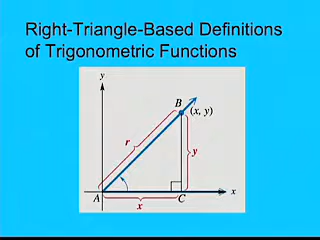 Right-Triangle-Based Definitions
of Trigonometric Functions
y
B
(x, y)
r
y
A
x
C
x